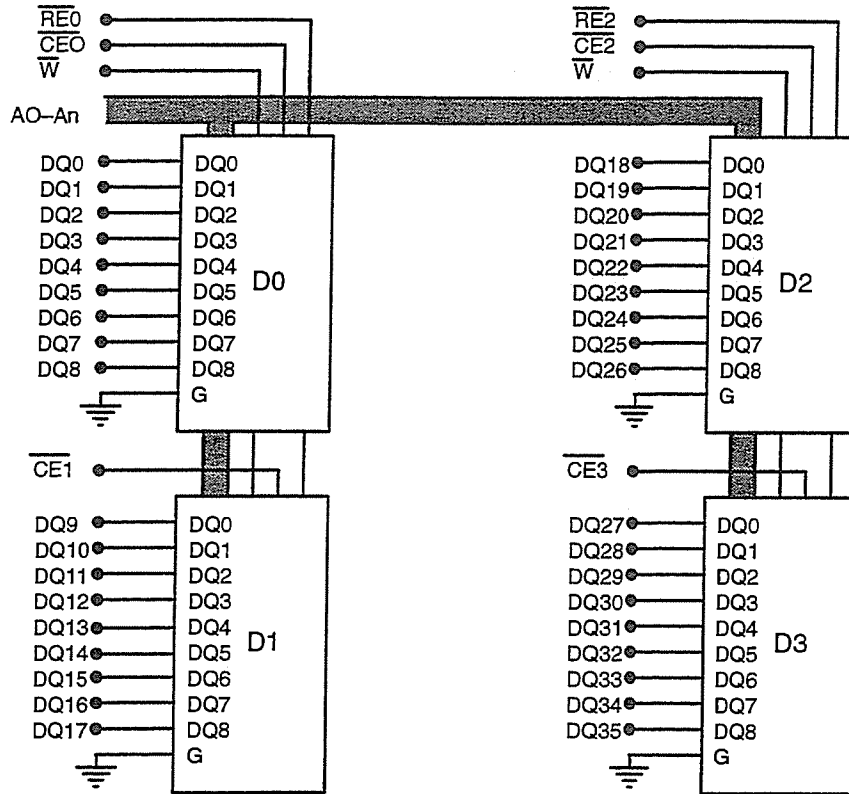 RE0
CEO
W
RE2
CE2
W
AO–An
DQ0 DQ0
DQ1 DQ1
DQ2 DQ2
DQ3 DQ3
DQ4 DQ4
DQ5 DQ5
DQ6 DQ6
DQ7 DQ7
DQ8 DQ8
G
D0
DQ18 DQ0
DQ19 DQ1
DQ20 DQ2
DQ21 DQ3
DQ22 DQ4
DQ23 DQ5
DQ24 DQ6
DQ25 DQ7
DQ26 DQ8
G
D2
CE1
DQ9 DQ0
DQ10 DQ1
DQ11 DQ2
DQ12 DQ3
DQ13 DQ4
DQ14 DQ5
DQ15 DQ6
DQ16 DQ7
DQ17 DQ8
G
D1
CE3
DQ27 DQ0
DQ28 DQ1
DQ29 DQ2
DQ30 DQ3
DQ31 DQ4
DQ32 DQ5
DQ33 DQ6
DQ34 DQ7
DQ35 DQ8
G
D3